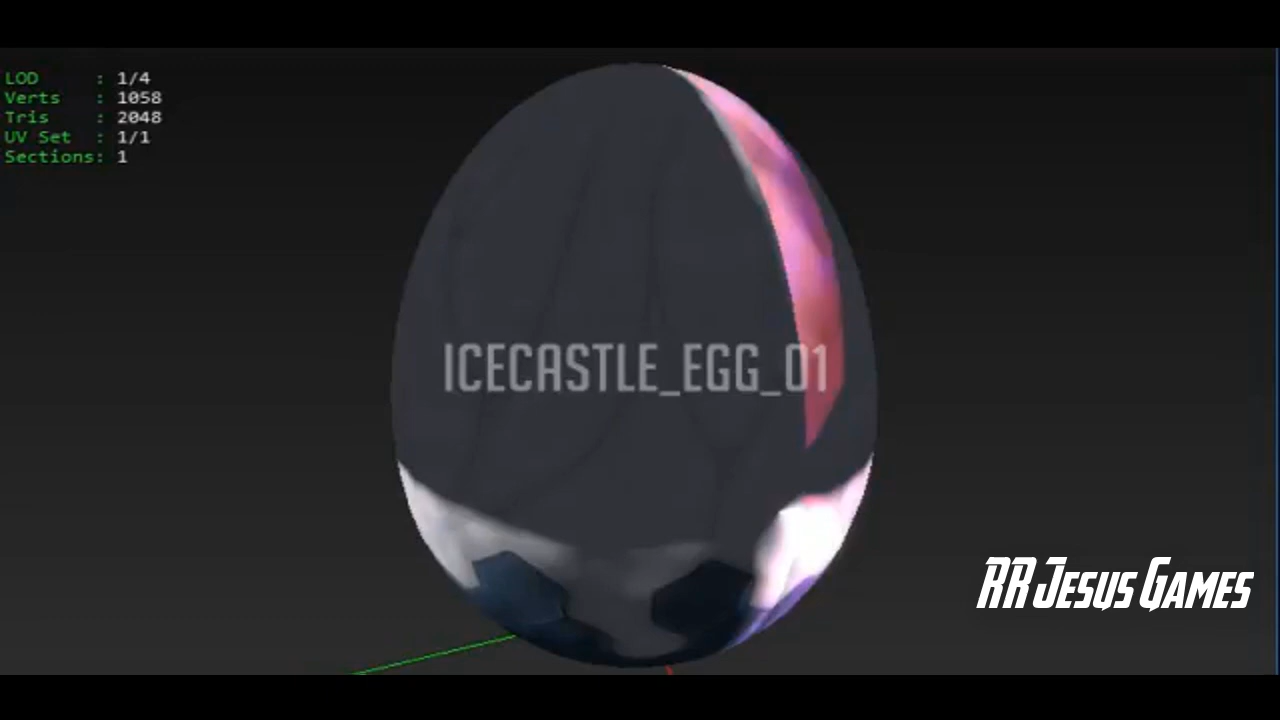 LOD : 1/4
Verts : 1058
Tris : 2048
UV Set : 1/1
Sections: 1
ICECASTLE_EGG_01
RR JESUS GAMES